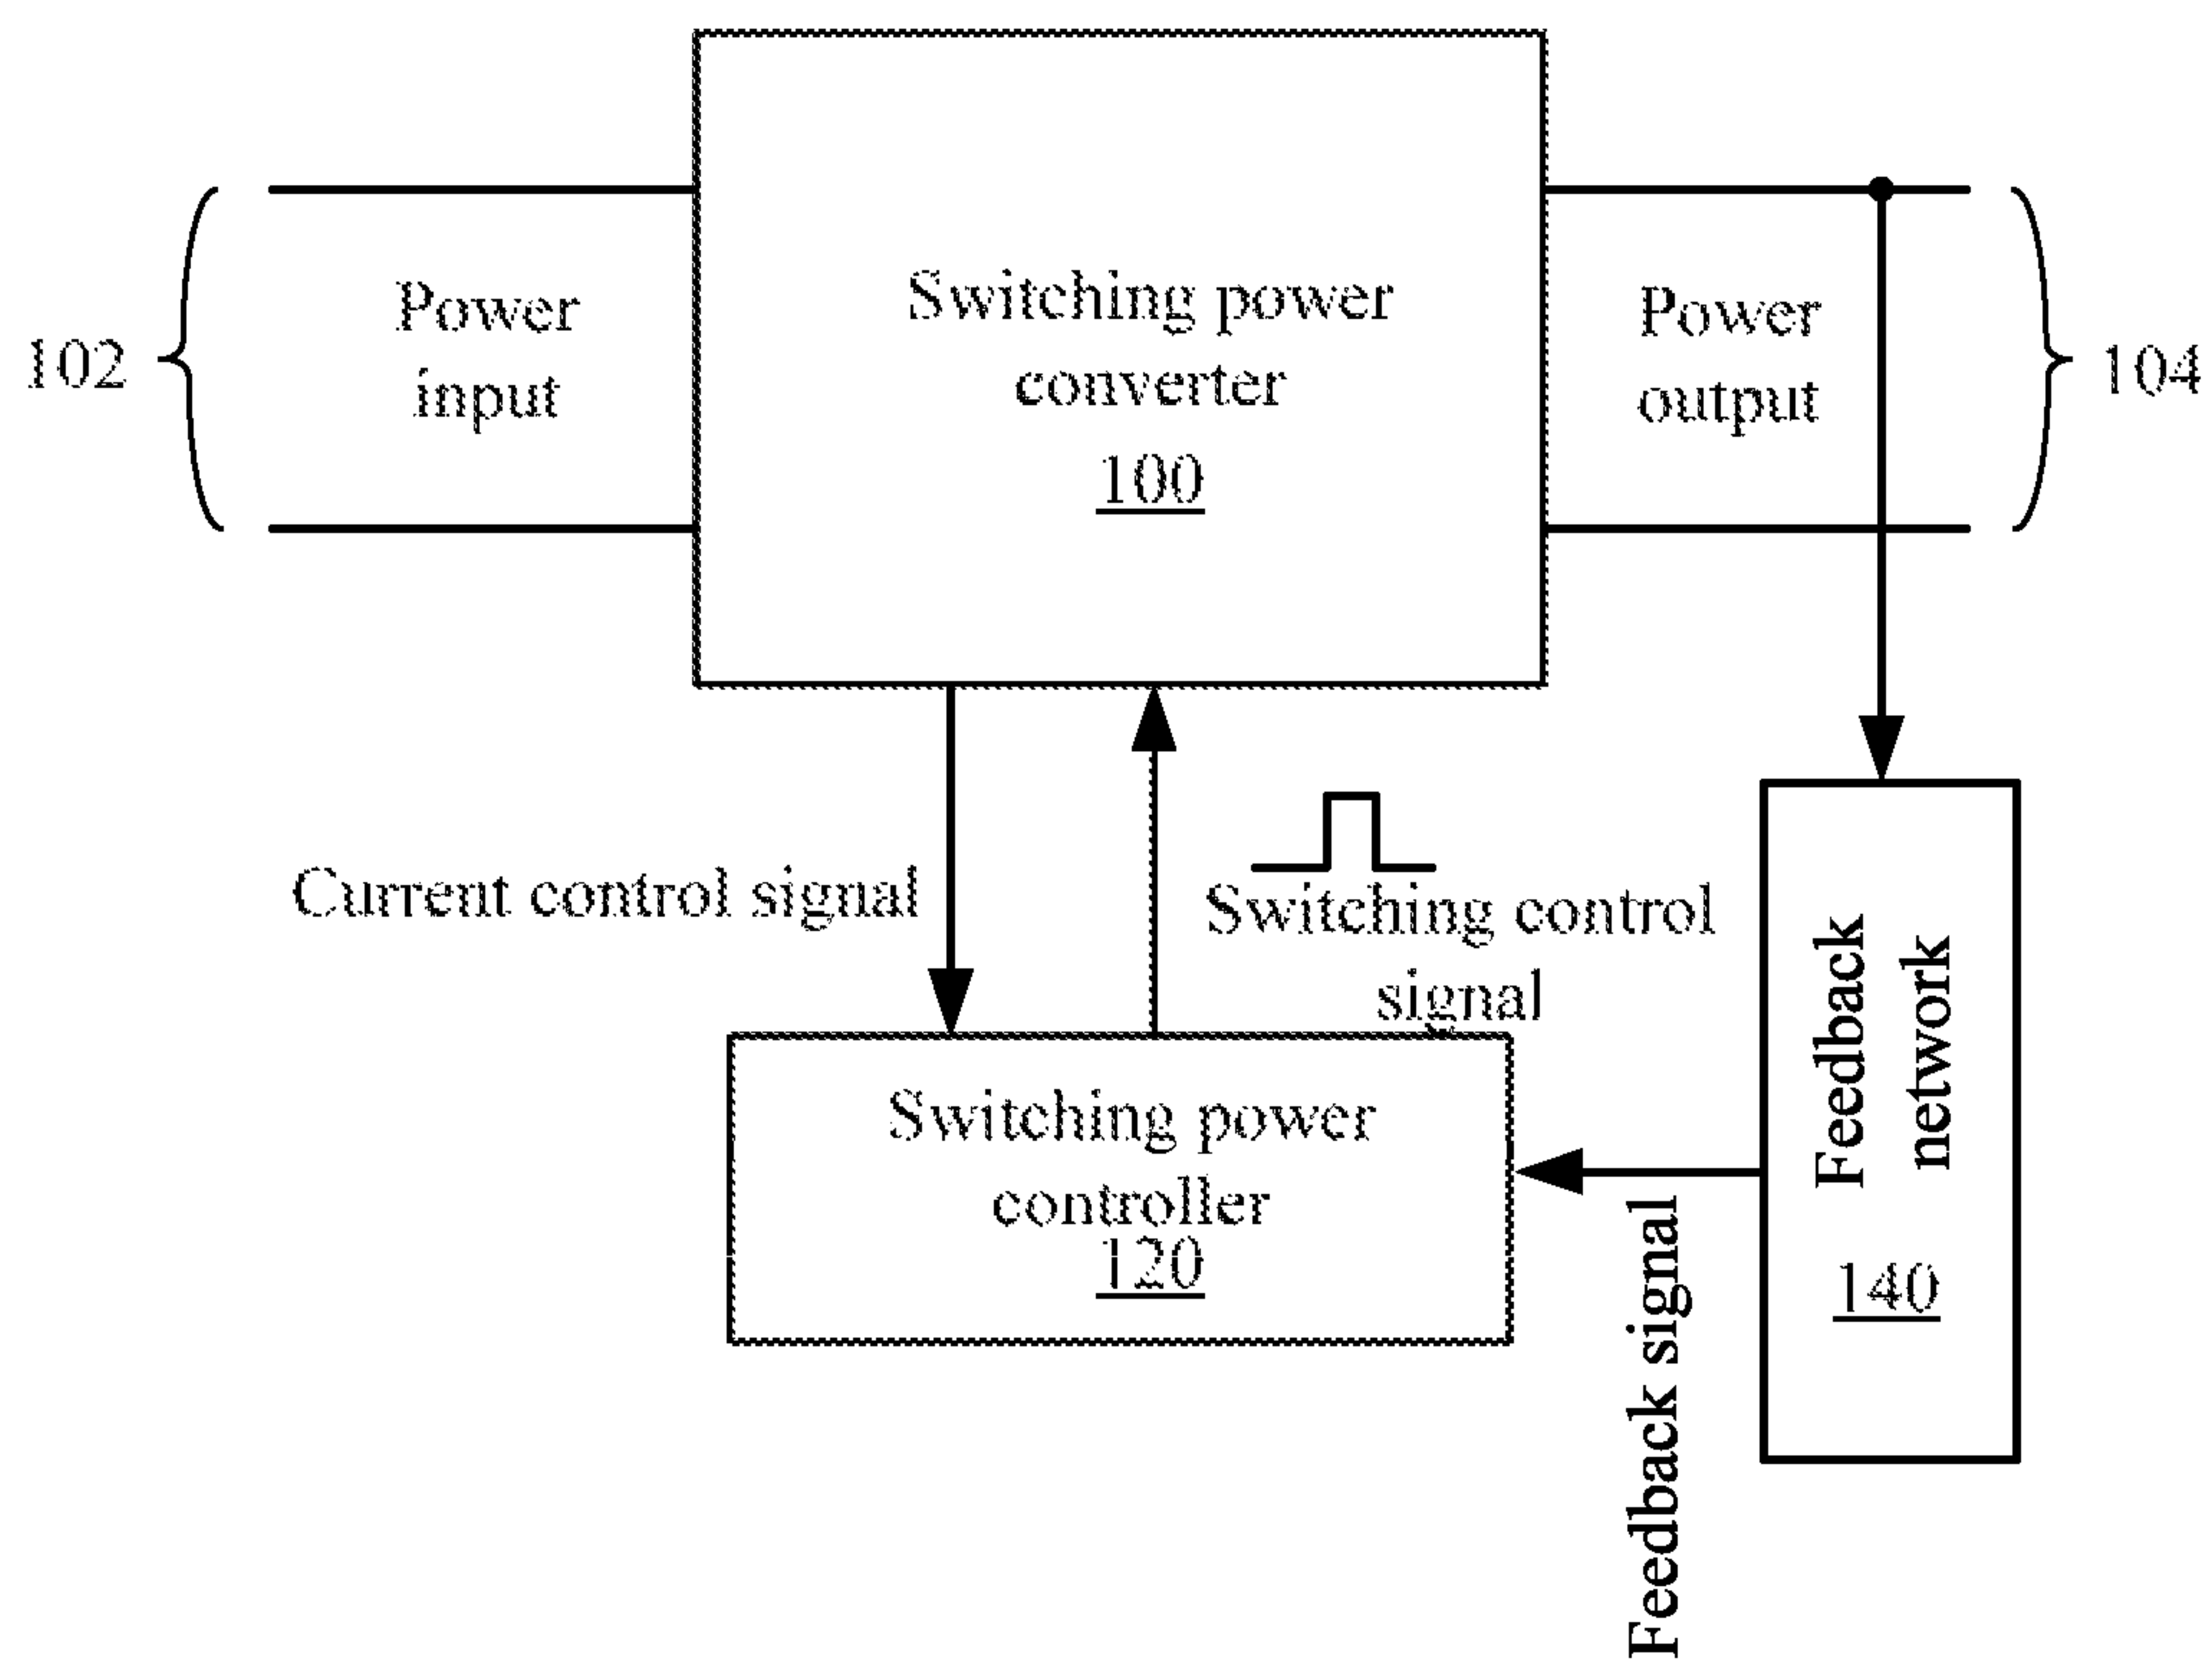 Switching power
converter
100
102
Power
input
Power
output
104
Current control signal
Switching control
signal
Switching power
controller
120
Feedback
network
140
Feedback signal